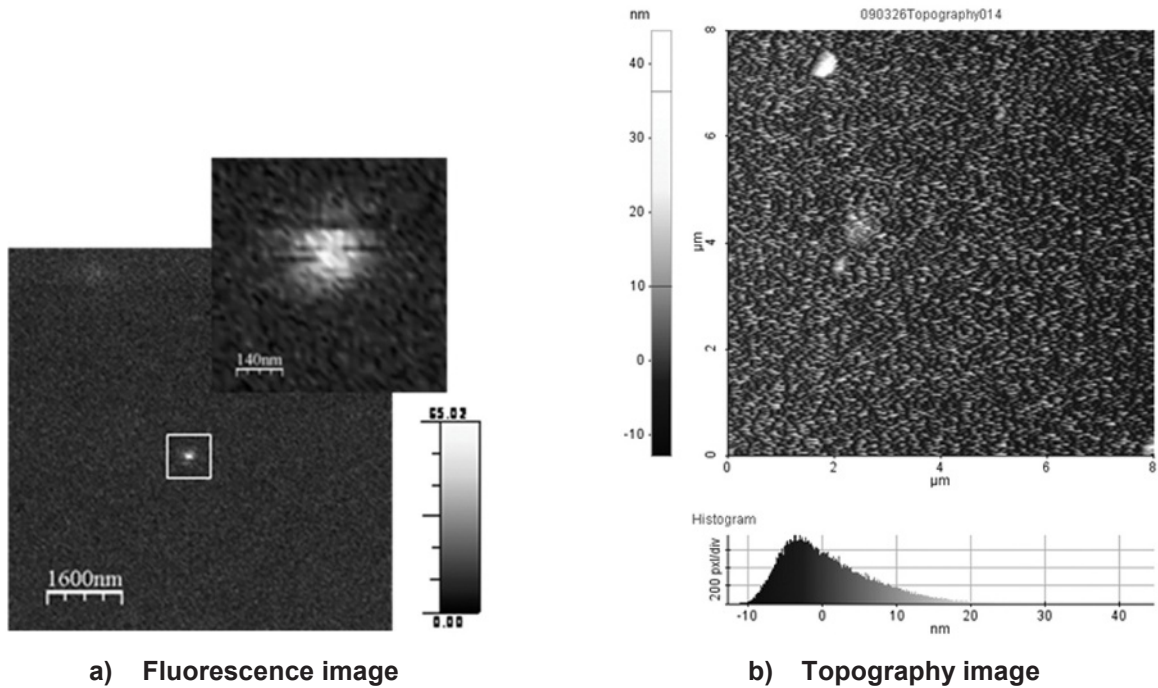 140nm
1600nm
65.02
0.00
a) Fluorescence image
090326Topography014
nm
40
30
20
10
0
-10
8
6
4
2
0
µm
0 2 4 6 8
µm
Histogram
200 pxl/div
-10 0 10 20 30 40
nm
b) Topography image